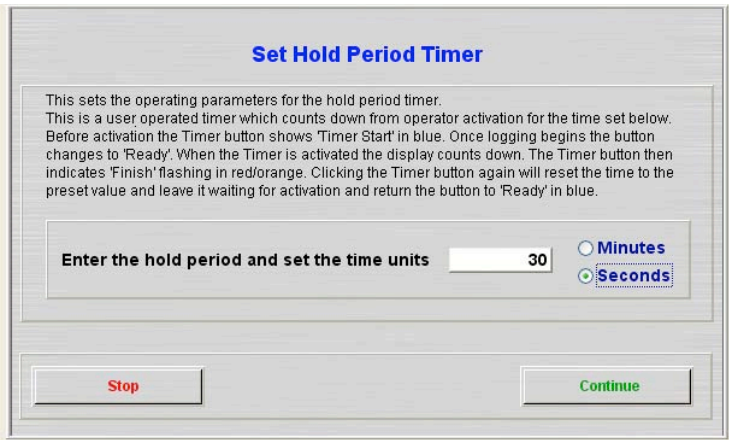 Set Hold Period Timer
This sets the operating parameters for the hold period timer.
This is a user operated timer which counts down from operator activation for the time set below.
Before activation the Timer button shows 'Timer Start' in blue. Once logging begins the button
changes to 'Ready'. When the Timer is activated the display counts down. The Timer button then
indicates 'Finish' flashing in red/orange. Clicking the Timer button again will reset the time to the
preset value and leave it waiting for activation and return the button to 'Ready' in blue.
Enter the hold period and set the time units 30
Minutes
Seconds
Stop
Continue